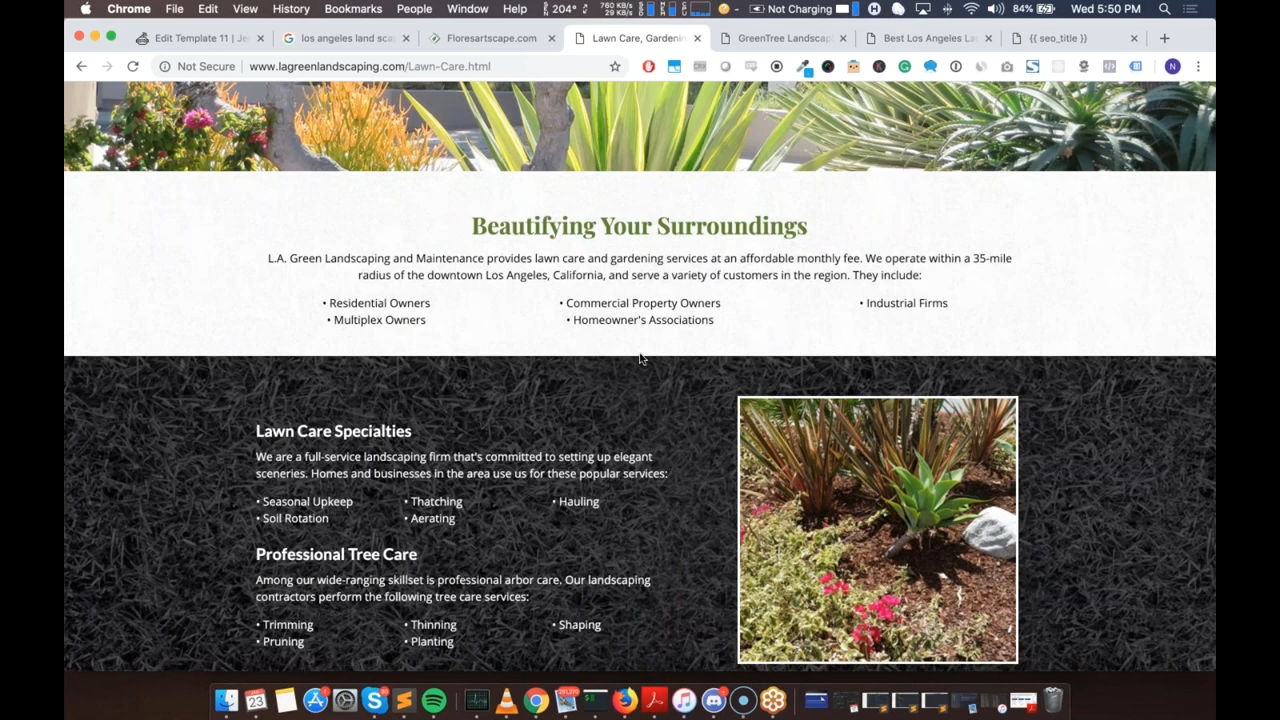 Chrome File Edit View History Bookmarks People Window Help 204° 760 KB/s 29 KB/s Not Charging 84% Wed 5:50 PM
Edit Template 11 | Je los angeles land sca Floresartscape.com Lawn Care, Gardenin GreenTree Landscap Best Los Angeles La {{ seo_title }}
Not Secure www.lagreenlandscaping.com/Lawn-Care.html N
Beautifying Your Surroundings
L.A. Green Landscaping and Maintenance provides lawn care and gardening services at an affordable monthly fee. We operate within a 35-mile
radius of the downtown Los Angeles, California, and serve a variety of customers in the region. They include:
• Residential Owners • Commercial Property Owners • Industrial Firms
• Multiplex Owners • Homeowner's Associations
Lawn Care Specialties
We are a full-service landscaping firm that's committed to setting up elegant
sceneries. Homes and businesses in the area use us for these popular services:
• Seasonal Upkeep • Thatching • Hauling
• Soil Rotation • Aerating
Professional Tree Care
Among our wide-ranging skillset is professional arbor care. Our landscaping
contractors perform the following tree care services:
• Trimming • Thinning • Shaping
• Pruning • Planting
23